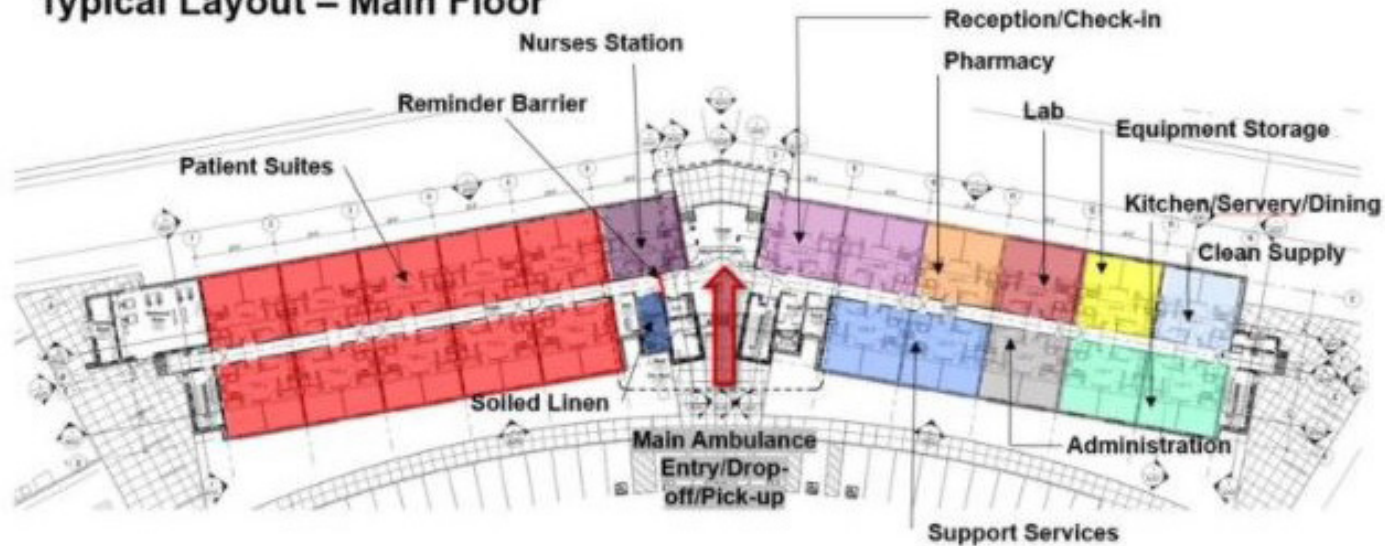 Typical Layout – Main Floor
Reception/Check-in
Nurses Station
Pharmacy
Reminder Barrier
Lab
Equipment Storage
Patient Suites
Kitchen/Servery/Dining
Clean Supply
Soiled Linen
Main Ambulance
Entry/Drop-
off/Pick-up
Administration
Support Services